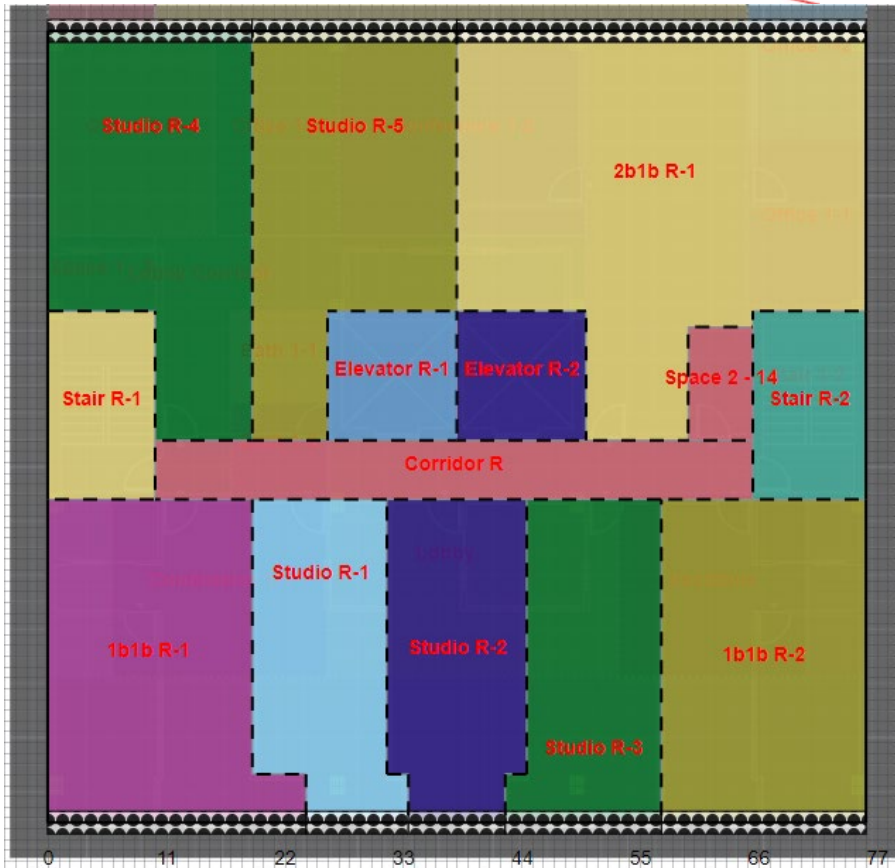 Studio R-4
Studio R-5
2b1b R-1
Elevator R-1
Elevator R-2
Space 2 - 14
Stair R-1
Stair R-2
Corridor R
Studio R-1
1b1b R-1
Studio R-2
1b1b R-2
Studio R-3
0 11 22 33 44 55 66 77